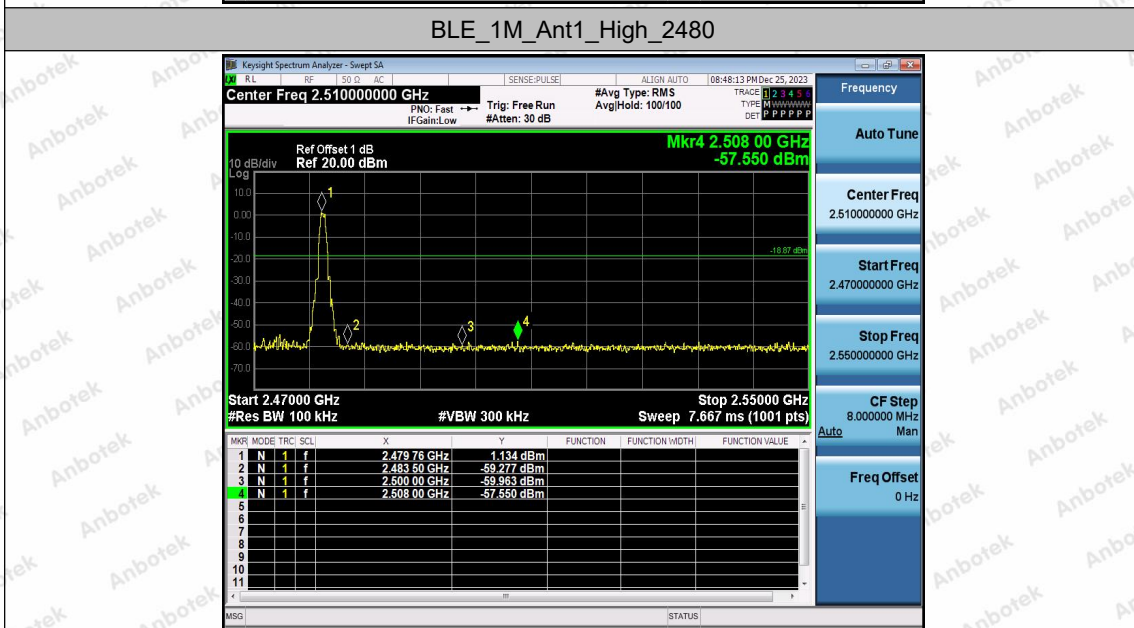 BLE_1M_Ant1_High_2480
Keysight Spectrum Analyzer - Swept SA
LXI RL RF 50 Ω AC SENSE:PULSE ALIGN AUTO 08:48:13 PM Dec 25, 2023
Center Freq 2.510000000 GHz
PNO: Fast
IFGain:Low
Trig: Free Run
#Atten: 30 dB
#Avg Type: RMS
Avg|Hold: 100/100
TRACE 1 2 3 4 5 6
TYPE M W W W W W
DET P P P P P P
Ref Offset 1 dB
10 dB/div Ref 20.00 dBm
Log
Mkr4 2.508 00 GHz
-57.550 dBm
10.0
0.00
-10.0
-20.0
-30.0
-40.0
-50.0
-60.0
-70.0
1
2
3
4
-18.87 dBm
Start 2.47000 GHz Stop 2.55000 GHz
#Res BW 100 kHz #VBW 300 kHz Sweep 7.667 ms (1001 pts)
MKR MODE TRC SCL X Y FUNCTION FUNCTION WIDTH FUNCTION VALUE
1 N 1 f 2.479 76 GHz 1.134 dBm
2 N 1 f 2.483 50 GHz -59.277 dBm
3 N 1 f 2.500 00 GHz -59.963 dBm
4 N 1 f 2.508 00 GHz -57.550 dBm
5
6
7
8
9
10
11
MSG STATUS
Frequency
Auto Tune
Center Freq
2.510000000 GHz
Start Freq
2.470000000 GHz
Stop Freq
2.550000000 GHz
CF Step
8.000000 MHz
Auto Man
Freq Offset
0 Hz
Anbotek